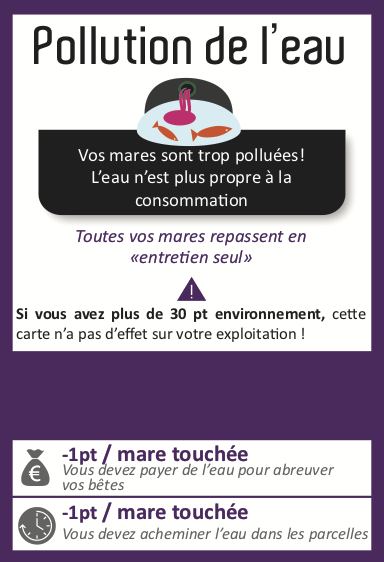 Pollution de l'eau
Vos mares sont trop polluées!
L'eau n'est plus propre à la
consommation
Toutes vos mares repassent en
«entretien seul»
!
Si vous avez plus de 30 pt environnement, cette
carte n'a pas d'effet sur votre exploitation !
-1pt / mare touchée
Vous devez payer de l'eau pour abreuver
vos bêtes
€
-1pt / mare touchée
Vous devez acheminer l'eau dans les parcelles